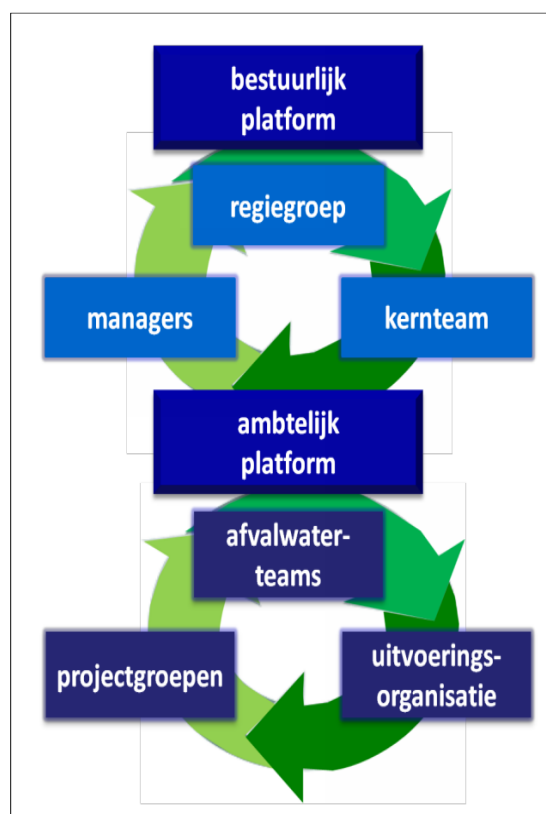 bestuurlijk
platform
regiegroep
managers
kernteam
ambtelijk
platform
afvalwater-
teams
projectgroepen
uitvoerings-
organisatie